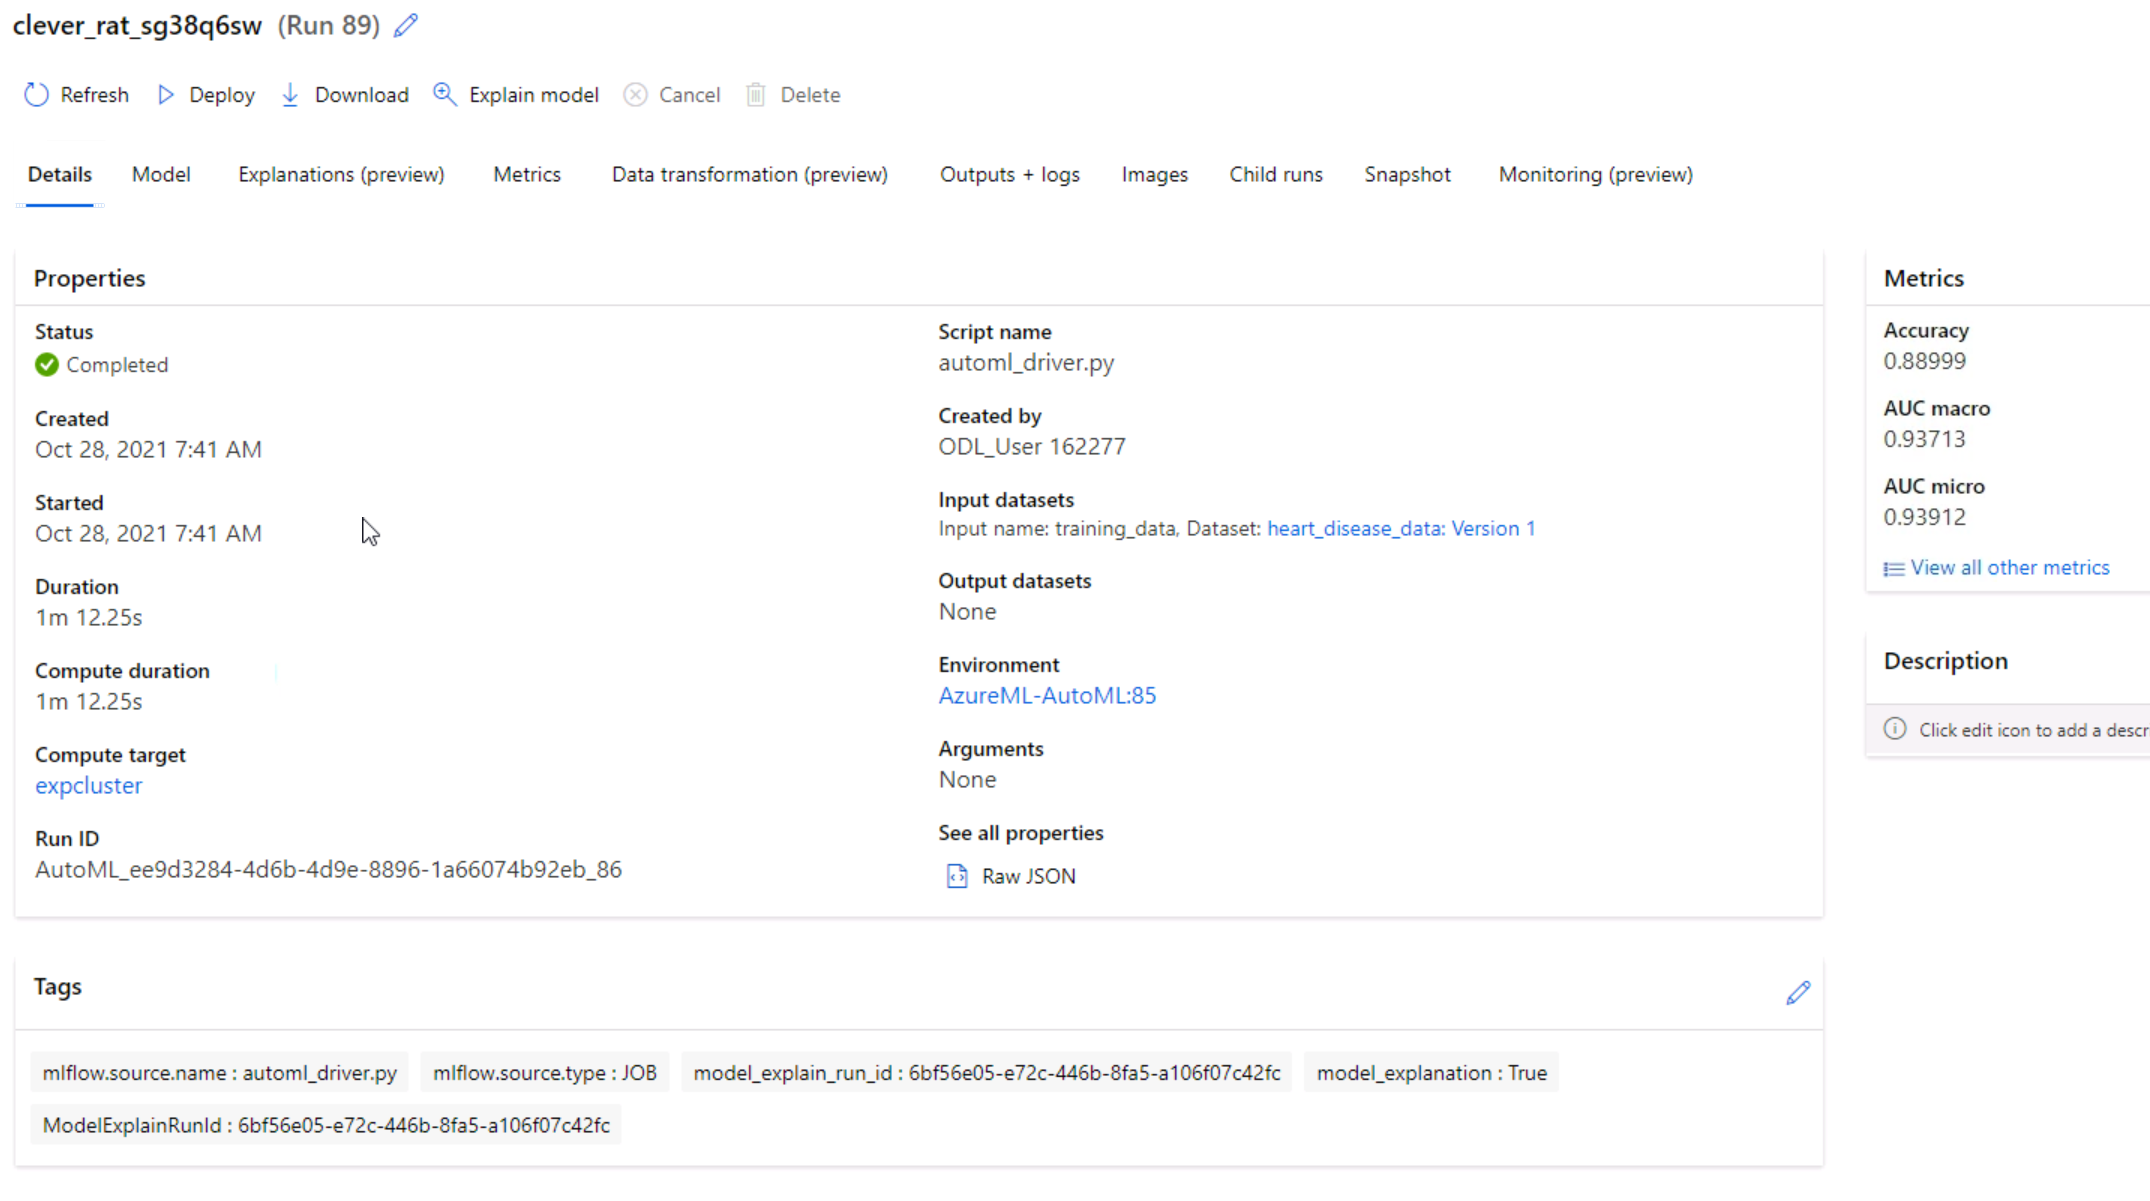 clever_rat_sg38q6sw (Run 89)
Refresh Deploy Download Explain model Cancel Delete
Details Model Explanations (preview) Metrics Data transformation (preview) Outputs + logs Images Child runs Snapshot Monitoring (preview)
Properties
Status
Completed
Created
Oct 28, 2021 7:41 AM
Started
Oct 28, 2021 7:41 AM
Duration
1m 12.25s
Compute duration
1m 12.25s
Compute target
expcluster
Run ID
AutoML_ee9d3284-4d6b-4d9e-8896-1a66074b92eb_86
Script name
automl_driver.py
Created by
ODL_User 162277
Input datasets
Input name: training_data, Dataset: heart_disease_data: Version 1
Output datasets
None
Environment
AzureML-AutoML:85
Arguments
None
See all properties
Raw JSON
Metrics
Accuracy
0.88999
AUC macro
0.93713
AUC micro
0.93912
View all other metrics
Description
Click edit icon to add a descr
Tags
mlflow.source.name : automl_driver.py mlflow.source.type : JOB model_explain_run_id : 6bf56e05-e72c-446b-8fa5-a106f07c42fc model_explanation : True
ModelExplainRunId : 6bf56e05-e72c-446b-8fa5-a106f07c42fc